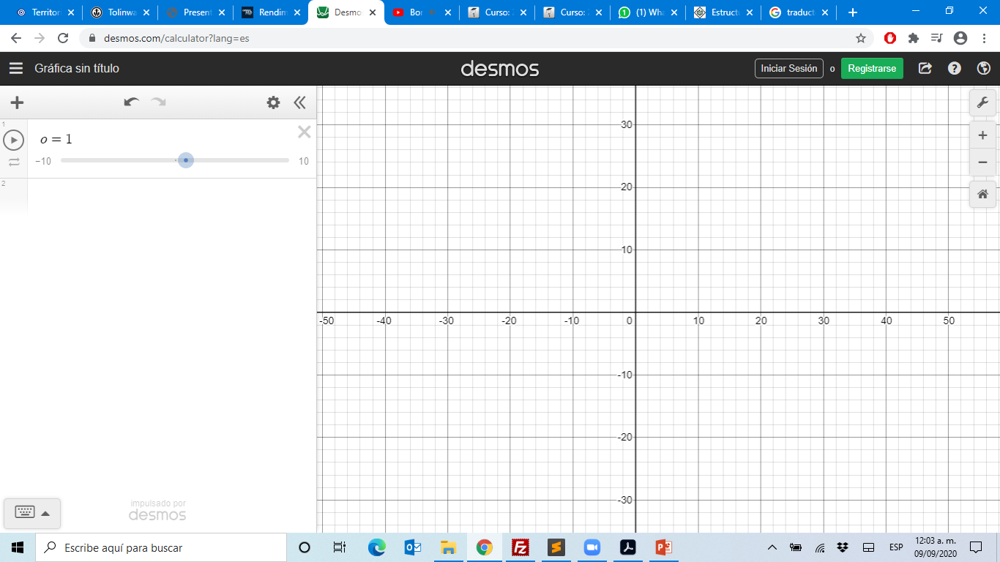 Territor
Tolinwa
Present
Rendim
Desmo
Bor
Curso: 
Curso: 
(1) Wha
Estruct
traduct
desmos.com/calculator?lang=es
Gráfica sin título
desmos
Iniciar Sesión o Registrarse
1
o = 1
-10 10
2
30
20
10
-50 -40 -30 -20 -10 0 10 20 30 40 50
-10
-20
-30
impulsado por
desmos
Escribe aquí para buscar
ESP
12:03 a. m.
09/09/2020